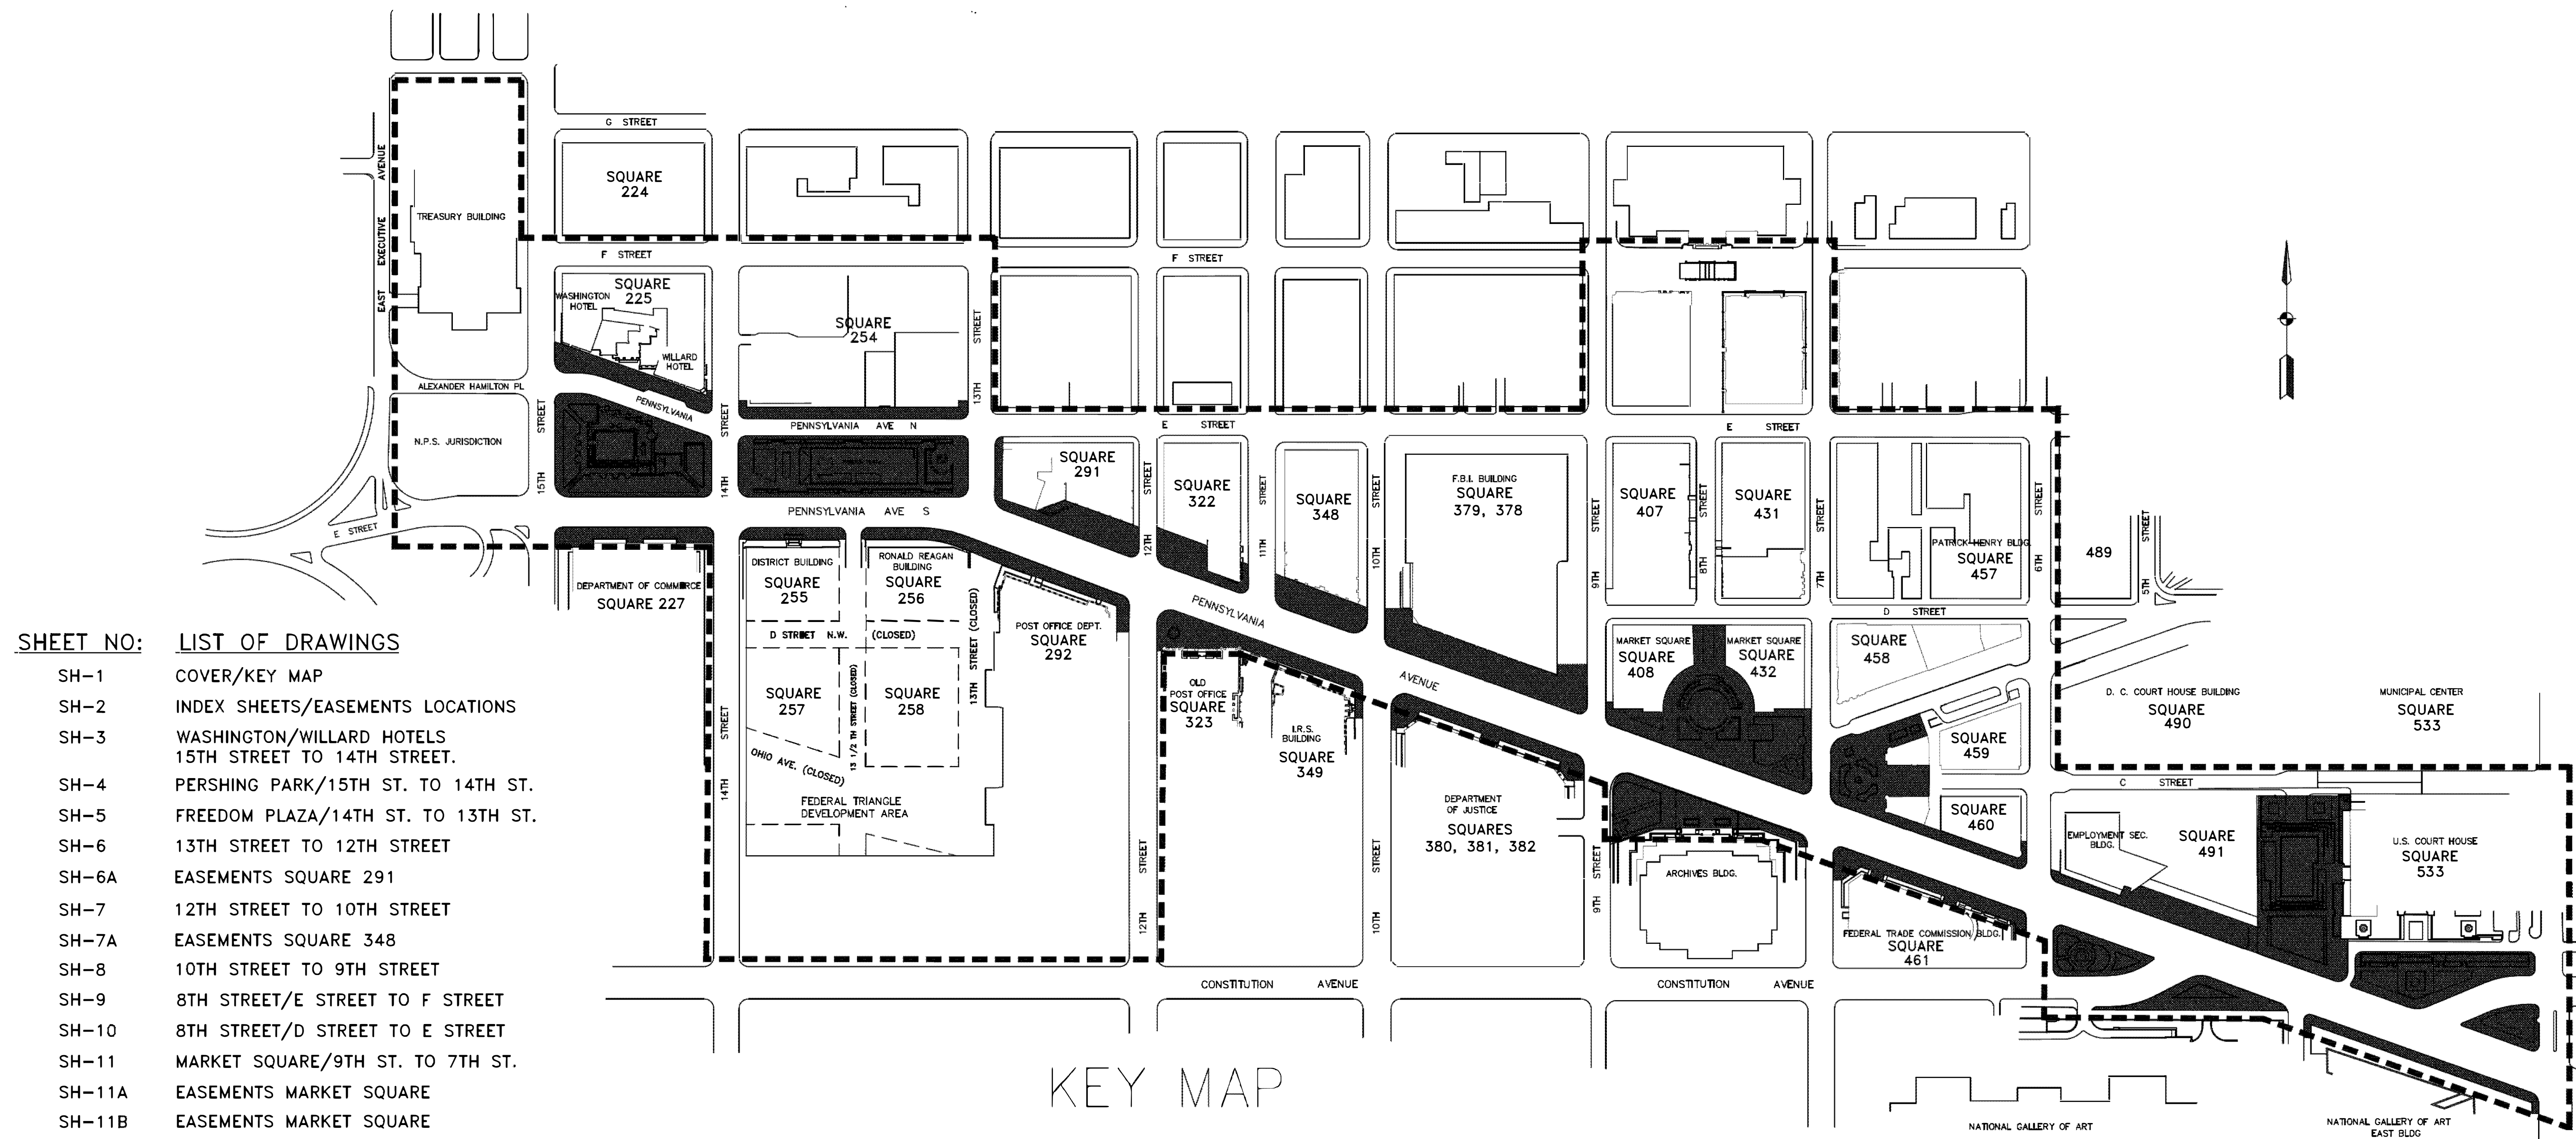 G STREET
EAST EXECUTIVE AVENUE
TREASURY BUILDING
SQUARE
224
F STREET
F STREET
SQUARE
225
WASHINGTON
HOTEL
WILLARD
HOTEL
SQUARE
254
13TH STREET
ALEXANDER HAMILTON PL
PENNSYLVANIA
N.P.S. JURISDICTION
15TH STREET
14TH STREET
PENNSYLVANIA AVE N
E STREET
E STREET
PENNSYLVANIA AVE S
E STREET
SQUARE
291
12TH STREET
SQUARE
322
11TH STREET
SQUARE
348
10TH STREET
F.B.I. BUILDING
SQUARE
379, 378
9TH STREET
SQUARE
407
8TH STREET
SQUARE
431
7TH STREET
PATRICK HENRY BLDG.
SQUARE
457
6TH STREET
489
5TH STREET
D STREET
DEPARTMENT OF COMMERCE
SQUARE 227
DISTRICT BUILDING
SQUARE
255
RONALD REAGAN
BUILDING
SQUARE
256
13TH STREET (CLOSED)
D STREET N.W. (CLOSED)
POST OFFICE DEPT.
SQUARE
292
PENNSYLVANIA
AVENUE
SQUARE
257
13 1/2 TH STREET (CLOSED)
SQUARE
258
OHIO AVE. (CLOSED)
FEDERAL TRIANGLE
DEVELOPMENT AREA
14TH STREET
12TH STREET
OLD
POST OFFICE
SQUARE
323
I.R.S.
BUILDING
SQUARE
349
DEPARTMENT
OF JUSTICE
SQUARES
380, 381, 382
10TH STREET
9TH STREET
MARKET SQUARE
SQUARE
408
MARKET SQUARE
SQUARE
432
SQUARE
458
SQUARE
459
SQUARE
460
D. C. COURT HOUSE BUILDING
SQUARE
490
MUNICIPAL CENTER
SQUARE
533
C STREET
EMPLOYMENT SEC.
BLDG.
SQUARE
491
U.S. COURT HOUSE
SQUARE
533
ARCHIVES BLDG.
FEDERAL TRADE COMMISSION BLDG.
SQUARE
461
CONSTITUTION AVENUE
CONSTITUTION AVENUE
NATIONAL GALLERY OF ART
NATIONAL GALLERY OF ART
EAST BLDG
SHEET NO: LIST OF DRAWINGS
SH-1 COVER/KEY MAP
SH-2 INDEX SHEETS/EASEMENTS LOCATIONS
SH-3 WASHINGTON/WILLARD HOTELS
15TH STREET TO 14TH STREET.
SH-4 PERSHING PARK/15TH ST. TO 14TH ST.
SH-5 FREEDOM PLAZA/14TH ST. TO 13TH ST.
SH-6 13TH STREET TO 12TH STREET
SH-6A EASEMENTS SQUARE 291
SH-7 12TH STREET TO 10TH STREET
SH-7A EASEMENTS SQUARE 348
SH-8 10TH STREET TO 9TH STREET
SH-9 8TH STREET/E STREET TO F STREET
SH-10 8TH STREET/D STREET TO E STREET
SH-11 MARKET SQUARE/9TH ST. TO 7TH ST.
SH-11A EASEMENTS MARKET SQUARE
SH-11B EASEMENTS MARKET SQUARE
KEY MAP